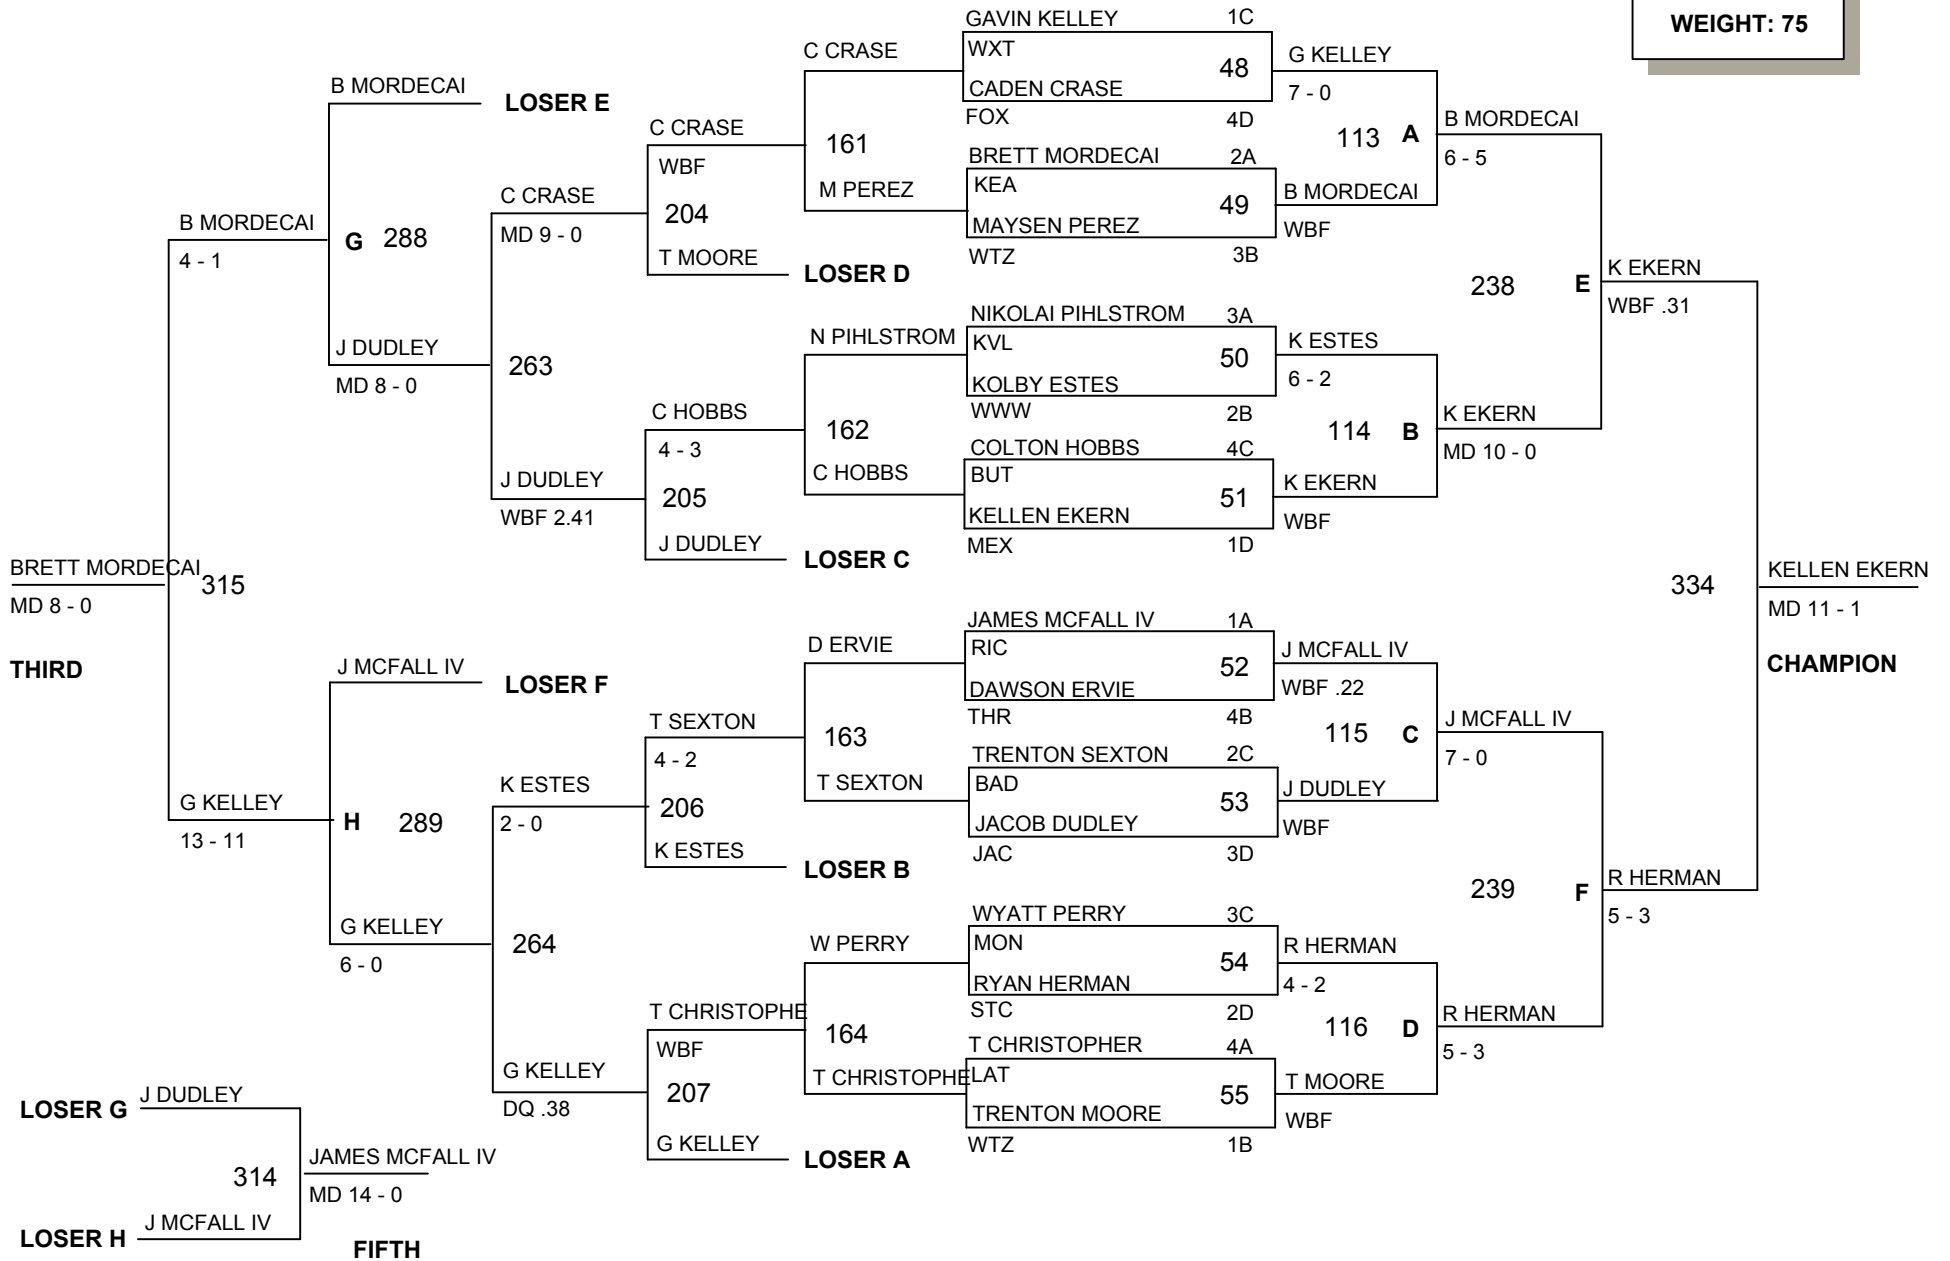 WEIGHT: 75
GAVIN KELLEY 1C
WXT
48
CADEN CRASE
FOX 4D
BRETT MORDECAI 2A
KEA
49
MAYSEN PEREZ
WTZ 3B
NIKOLAI PIHLSTROM 3A
KVL
50
KOLBY ESTES
WWW 2B
COLTON HOBBS 4C
BUT
51
KELLEN EKERN
MEX 1D
JAMES MCFALL IV 1A
RIC
52
DAWSON ERVIE
THR 4B
TRENTON SEXTON 2C
BAD
53
JACOB DUDLEY
JAC 3D
WYATT PERRY 3C
MON
54
RYAN HERMAN
STC 2D
T CHRISTOPHER 4A
LAT
55
TRENTON MOORE
WTZ 1B
G KELLEY
7 - 0
113 A
B MORDECAI
WBF
K ESTES
6 - 2
114 B
K EKERN
WBF
J MCFALL IV
WBF .22
115 C
J DUDLEY
WBF
R HERMAN
4 - 2
116 D
T MOORE
WBF
B MORDECAI
6 - 5
238 E
K EKERN
MD 10 - 0
J MCFALL IV
7 - 0
239 F
R HERMAN
5 - 3
K EKERN
WBF .31
334
R HERMAN
5 - 3
KELLEN EKERN
MD 11 - 1
CHAMPION
C CRASE
161
M PEREZ
N PIHLSTROM
162
C HOBBS
D ERVIE
163
T SEXTON
W PERRY
164
T CHRISTOPHE
C CRASE
WBF
204
T MOORE
LOSER D
C HOBBS
4 - 3
205
J DUDLEY
LOSER C
T SEXTON
4 - 2
206
K ESTES
LOSER B
T CHRISTOPHE
WBF
207
G KELLEY
LOSER A
C CRASE
MD 9 - 0
263
J DUDLEY
WBF 2.41
K ESTES
2 - 0
264
G KELLEY
DQ .38
B MORDECAI
LOSER E
G 288
J DUDLEY
MD 8 - 0
J MCFALL IV
LOSER F
H 289
G KELLEY
6 - 0
B MORDECAI
4 - 1
315
G KELLEY
13 - 11
BRETT MORDECAI
MD 8 - 0
THIRD
LOSER G J DUDLEY
314
LOSER H J MCFALL IV
JAMES MCFALL IV
MD 14 - 0
FIFTH